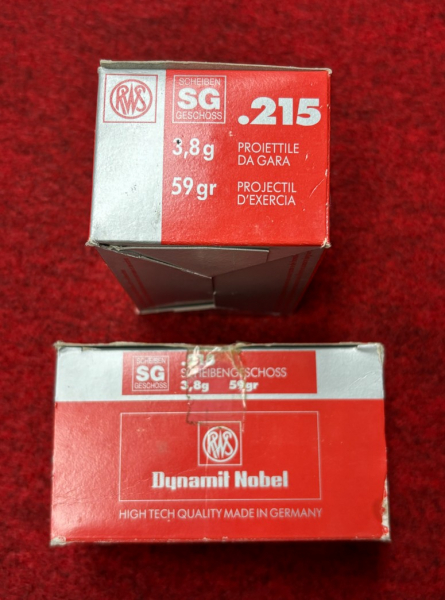 RWS
SCHEIBEN
SG
GESCHOSS
.215
3,8g
PROIETTILE
DA GARA
59gr
PROJECTIL
D'EXERCIA
SCHEIBEN
SG
GESCHOSS
SCHEIBENGESCHOSS
3,8g 59gr
RWS
Dynamit Nobel
HIGH TECH QUALITY MADE IN GERMANY